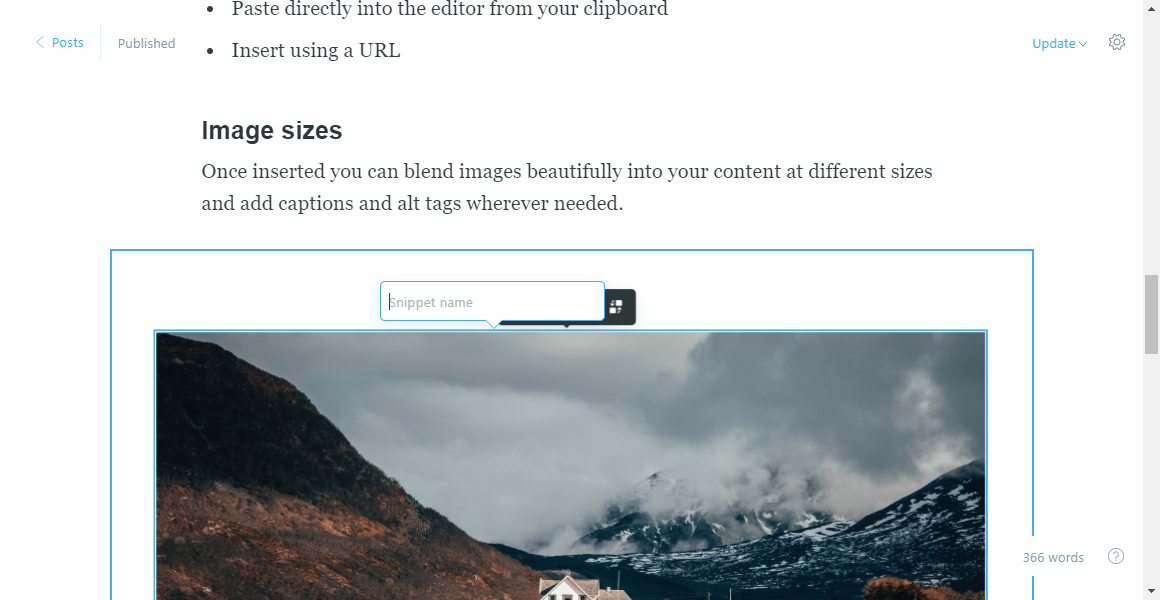 Paste directly into the editor from your clipboard
Posts
Published
Insert using a URL
Update
Image sizes
Once inserted you can blend images beautifully into your content at different sizes
and add captions and alt tags wherever needed.
Snippet name
366 words
?